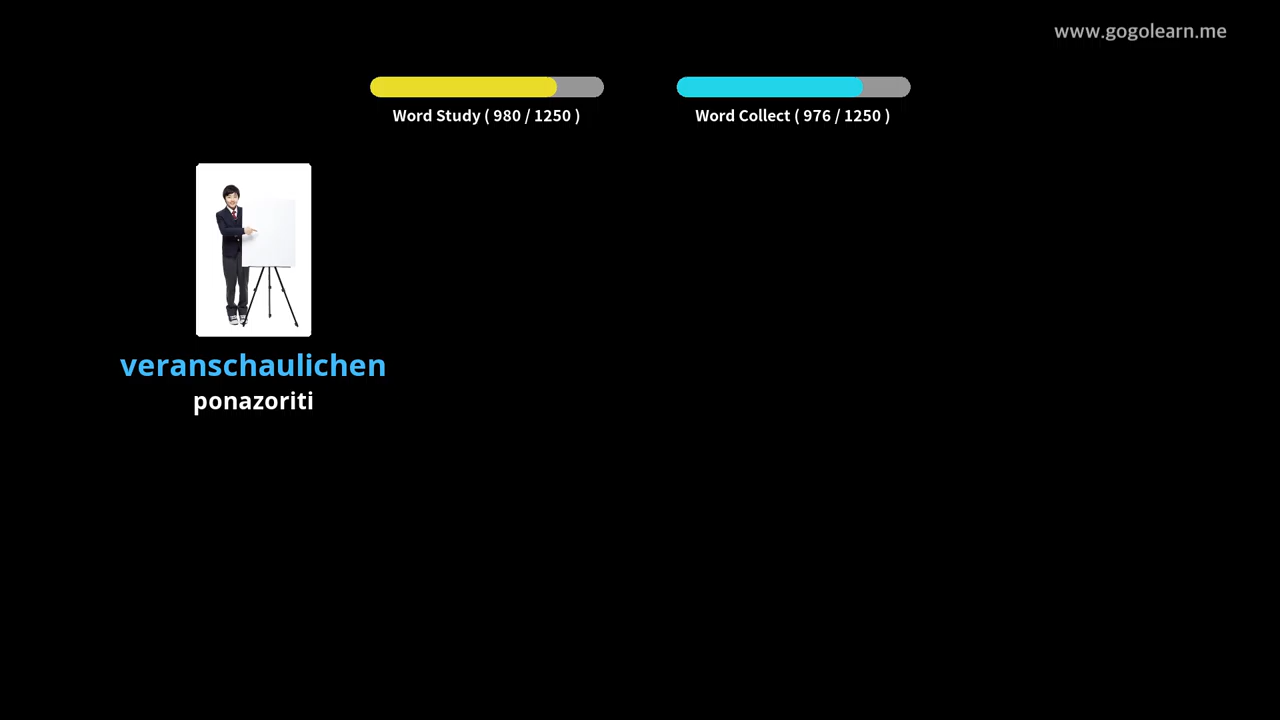 www.gogolearn.me
Word Study ( 980 / 1250 )
Word Collect ( 976 / 1250 )
veranschaulichen
ponazoriti